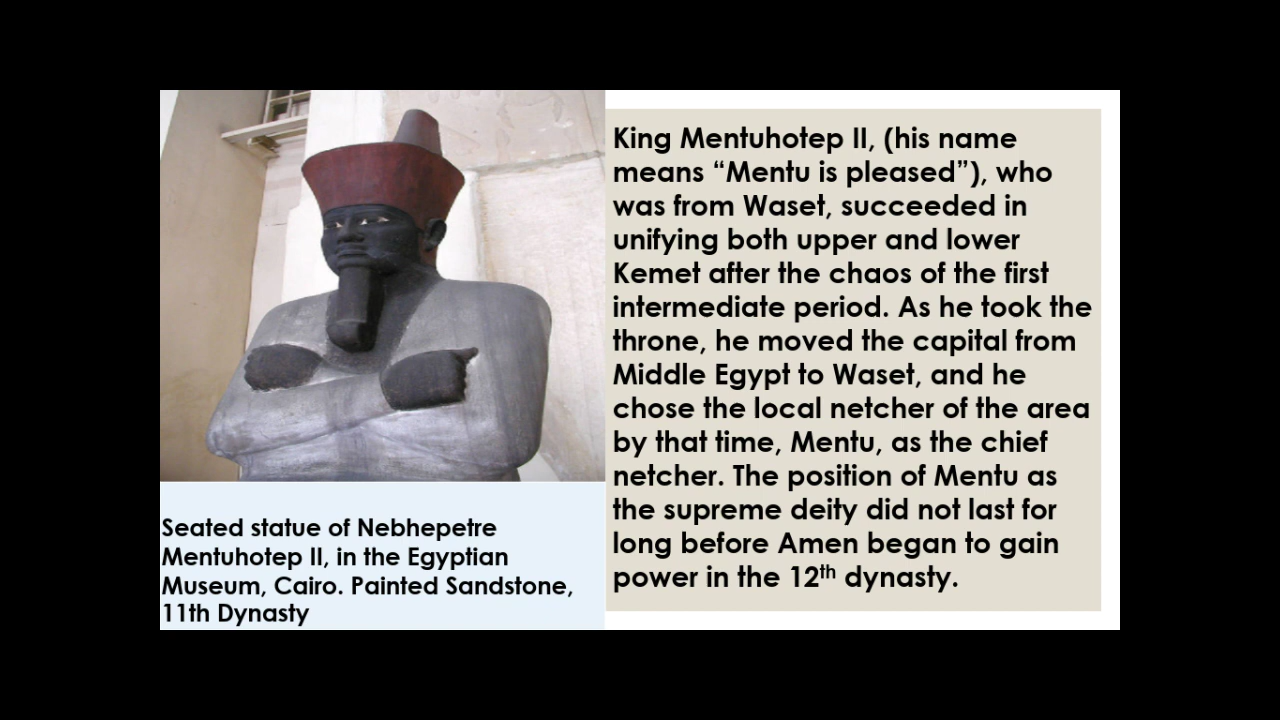 King Mentuhotep II, (his name
means “Mentu is pleased”), who
was from Waset, succeeded in
unifying both upper and lower
Kemet after the chaos of the first
intermediate period. As he took the
throne, he moved the capital from
Middle Egypt to Waset, and he
chose the local netcher of the area
by that time, Mentu, as the chief
netcher. The position of Mentu as
the supreme deity did not last for
long before Amen began to gain
power in the 12th dynasty.
Seated statue of Nebhepetre
Mentuhotep II, in the Egyptian
Museum, Cairo. Painted Sandstone,
11th Dynasty